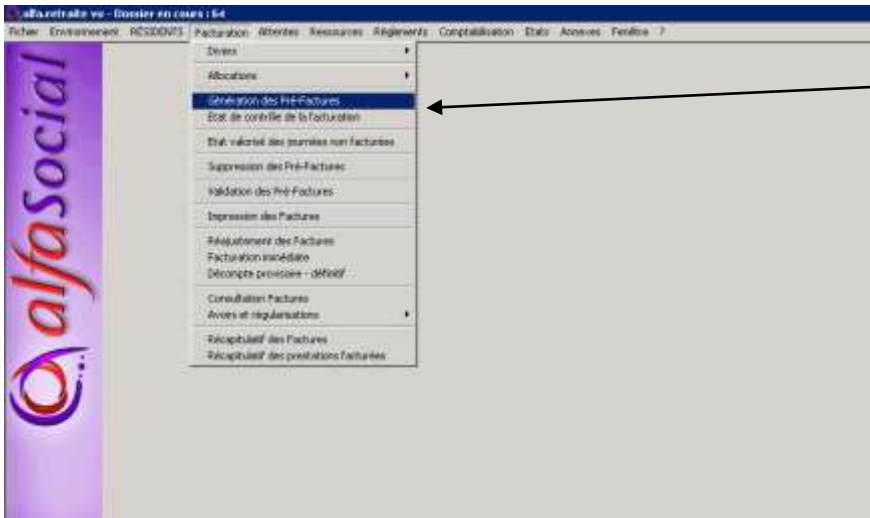 alfa.retraite vo - Dossier en cours : 64
Fichier Environnement RÉSIDENTS Facturation Attentes Ressources Règlements Comptabilisation Etats Annexes Fenêtre ?
Divers
Allocations
Génération des Pré-Factures
Etat de contrôle de la facturation
Etat valorisé des journées non facturées
Suppression des Pré-Factures
Validation des Pré-Factures
Impression des Factures
Réajustement des Factures
Facturation immédiate
Décompte provisoire - définitif
Consultation Factures
Avoirs et régularisations
Récapitulatif des Factures
Récapitulatif des prestations facturées
alfasocial